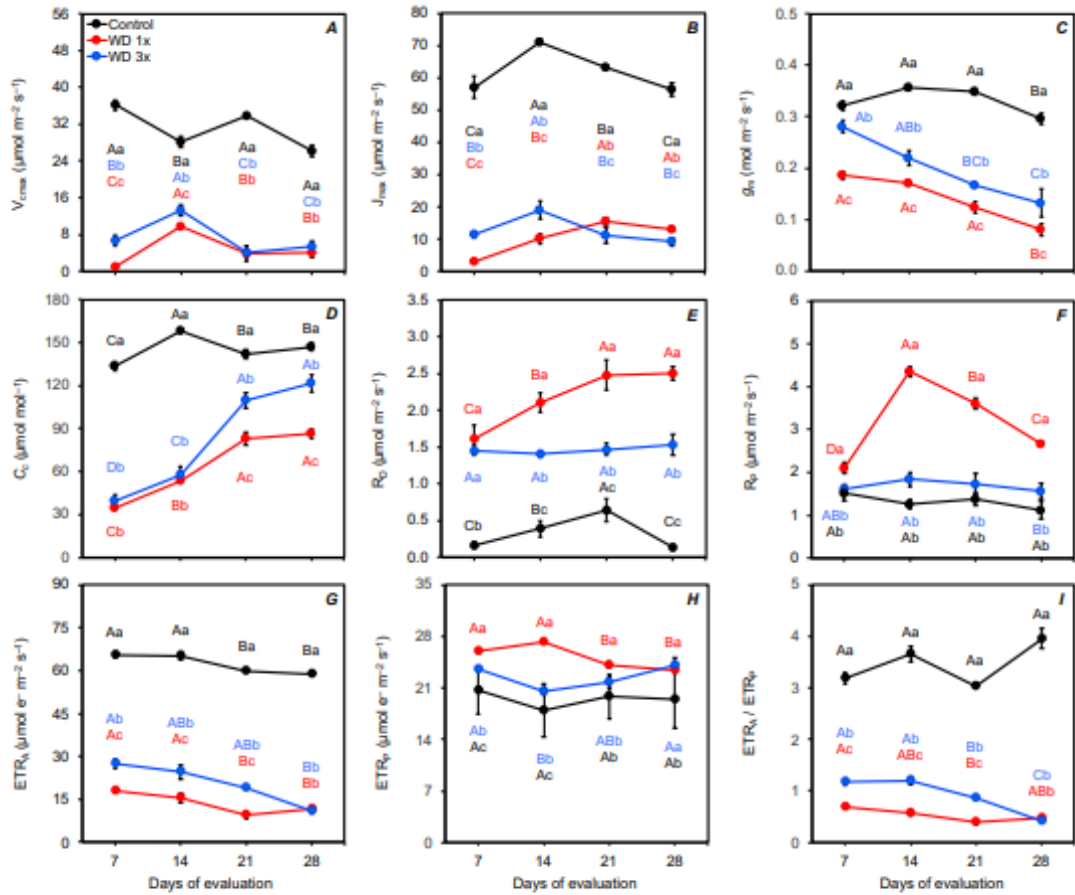 Control
WD 1x
WD 3x
A
V_cmax (μmol m⁻² s⁻¹)
56
48
40
32
24
16
8
0
Aa
Bb
Cc
Ba
Ab
Ac
Aa
Cb
Bb
Aa
Cb
Bb
B
J_max (μmol m⁻² s⁻¹)
80
70
60
50
40
30
20
10
0
Ca
Bb
Cc
Aa
Ab
Bc
Ba
Ab
Bc
Ca
Ab
Bc
C
g_m (mol m⁻² s⁻¹)
0.5
0.4
0.3
0.2
0.1
0.0
Aa
Aa
Aa
Ba
Ab
ABb
BCb
Cb
Ac
Ac
Ac
Bc
D
C_c (μmol mol⁻¹)
180
150
120
90
60
30
0
Ca
Aa
Ba
Ba
Db
Cb
Ab
Ab
Cb
Bb
Ac
Ac
E
R_D (μmol m⁻² s⁻¹)
3.5
3.0
2.5
2.0
1.5
1.0
0.5
0.0
Ca
Ba
Aa
Aa
Aa
Ab
Ab
Ab
Cb
Bc
Ac
Cc
F
R_P (μmol m⁻² s⁻¹)
6
5
4
3
2
1
0
Da
Aa
Ba
Ca
ABb
Ab
Ab
Bb
Ab
Ab
Ab
Ab
G
ETR_A (μmol e⁻ m⁻² s⁻¹)
90
75
60
45
30
15
0
Aa
Aa
Ba
Ba
Ab
ABb
ABb
Bb
Ac
Ac
Bc
Bb
7
14
21
28
Days of evaluation
H
ETR_P (μmol e⁻ m⁻² s⁻¹)
35
28
21
14
7
0
Aa
Aa
Ba
Ba
Ab
Bb
ABb
Aa
Ac
Ac
Ab
Ab
7
14
21
28
Days of evaluation
I
ETR_A / ETR_P
5
4
3
2
1
0
Aa
Aa
Aa
Aa
Ab
Ab
Bb
Cb
Ac
ABc
Bc
ABb
7
14
21
28
Days of evaluation